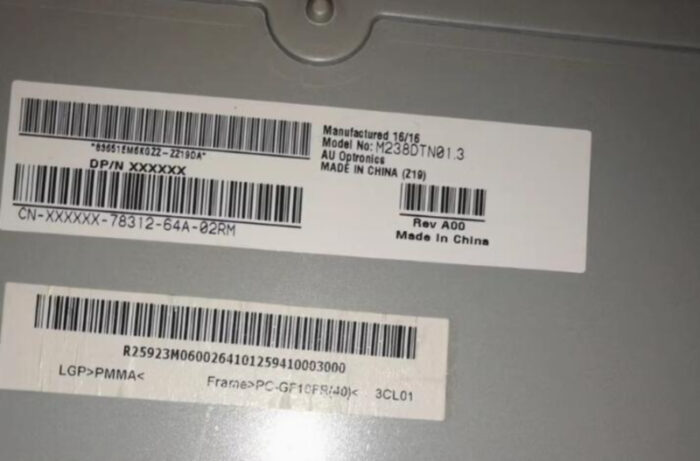 Manufactured 16/16
Model No: M238DTN01.3
AU Optronics
MADE IN CHINA (Z19)
DP/N XXXXXX
CN-XXXXXX-78312-64A-02RM
Rev A00
Made in China
R25923M0600264101259410003000
LGP>PMMA<
3CL01